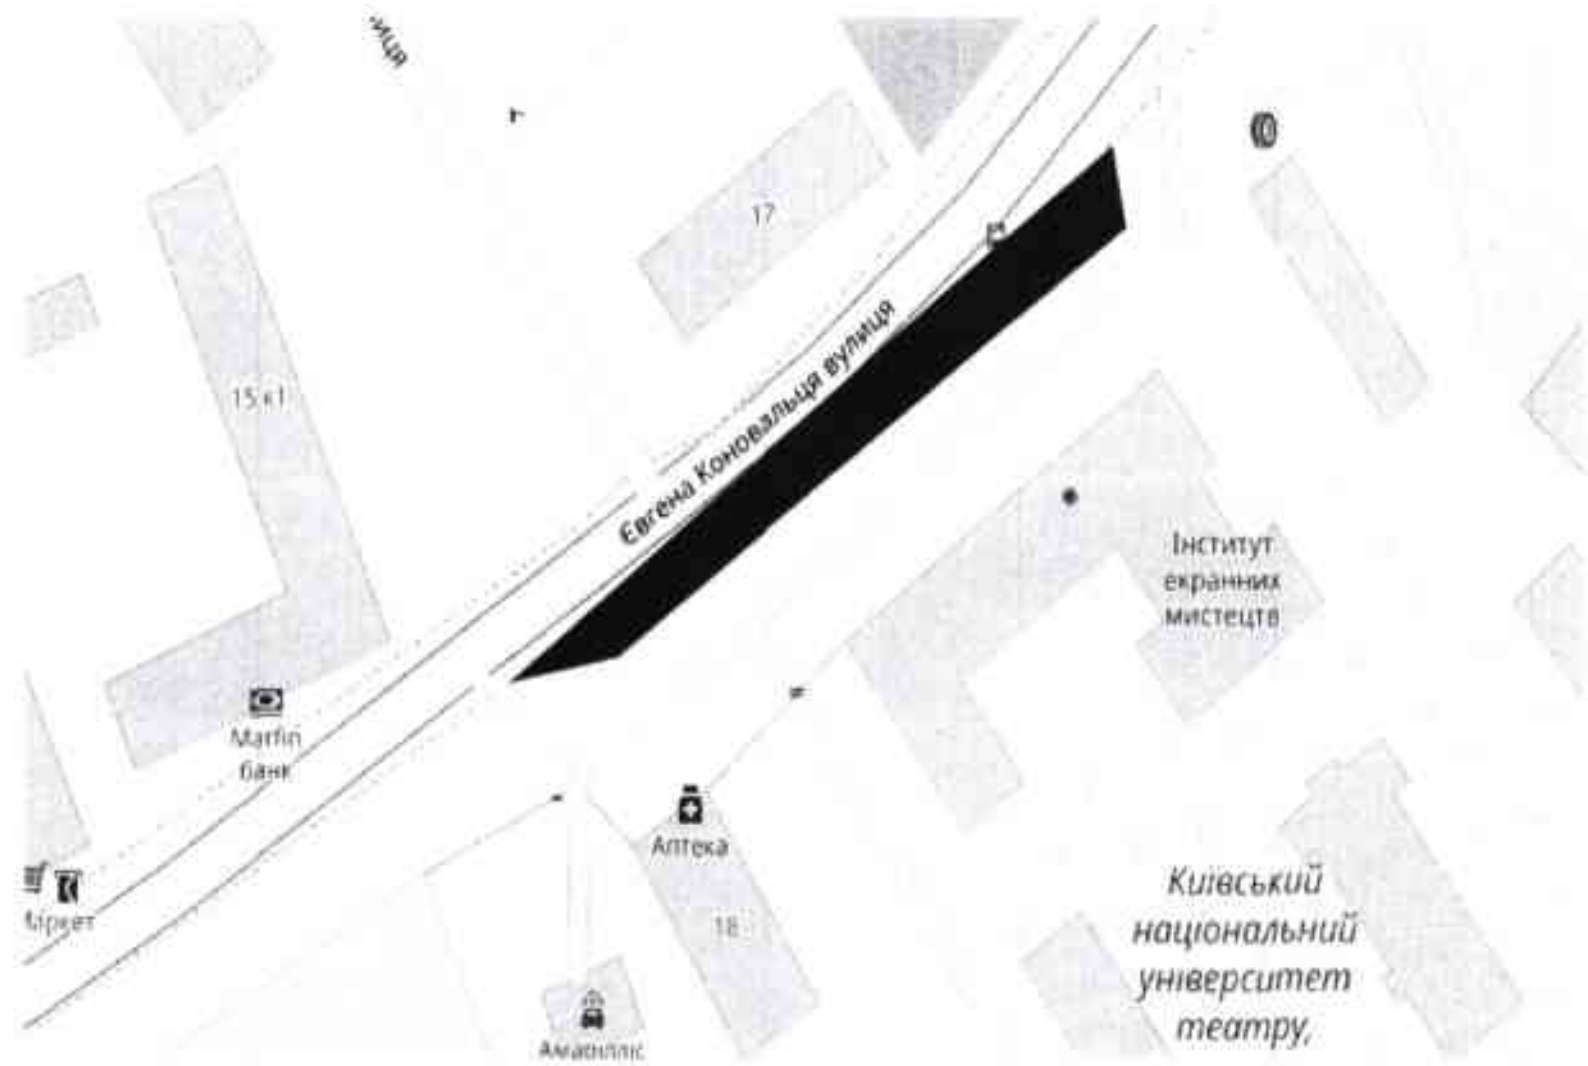 17
15 к1
Євгена Коновальця вулиця
Інститут
екранних
мистецтв
Marfin
банк
Аптека
18
Київський
національний
університет
театру,